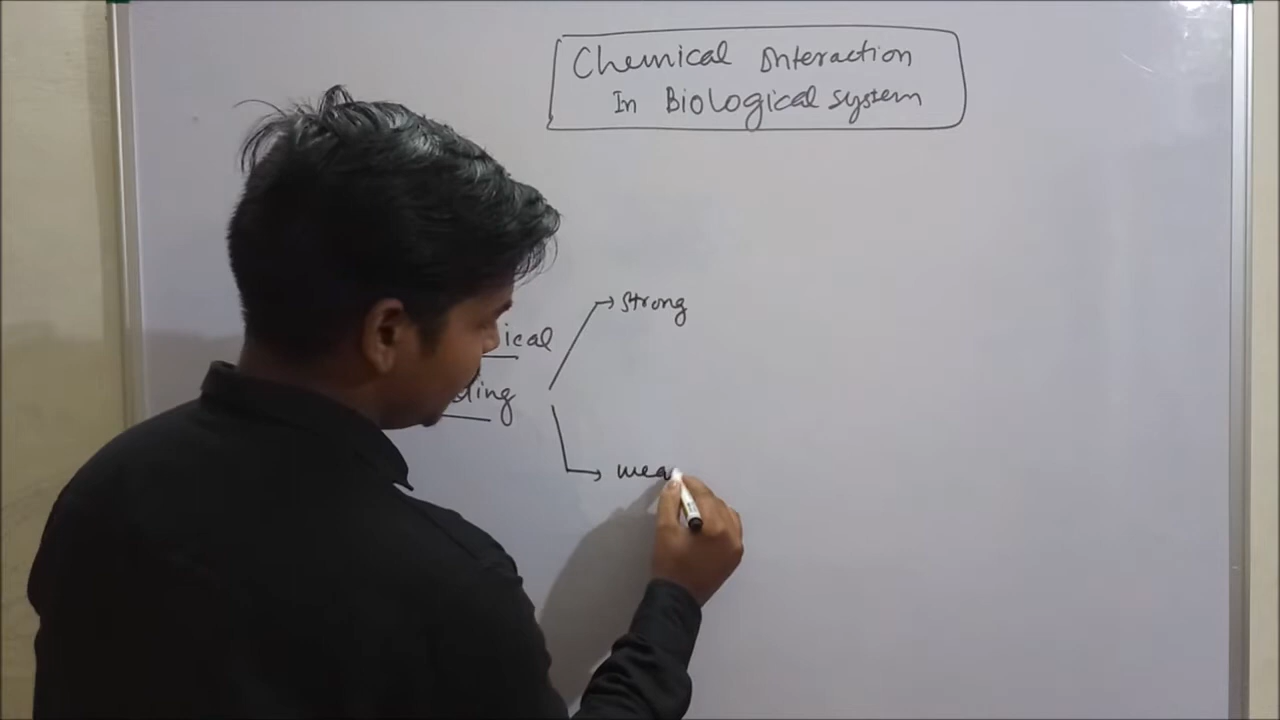 Chemical Interaction
In Biological system
Strong
ical
ding
wea